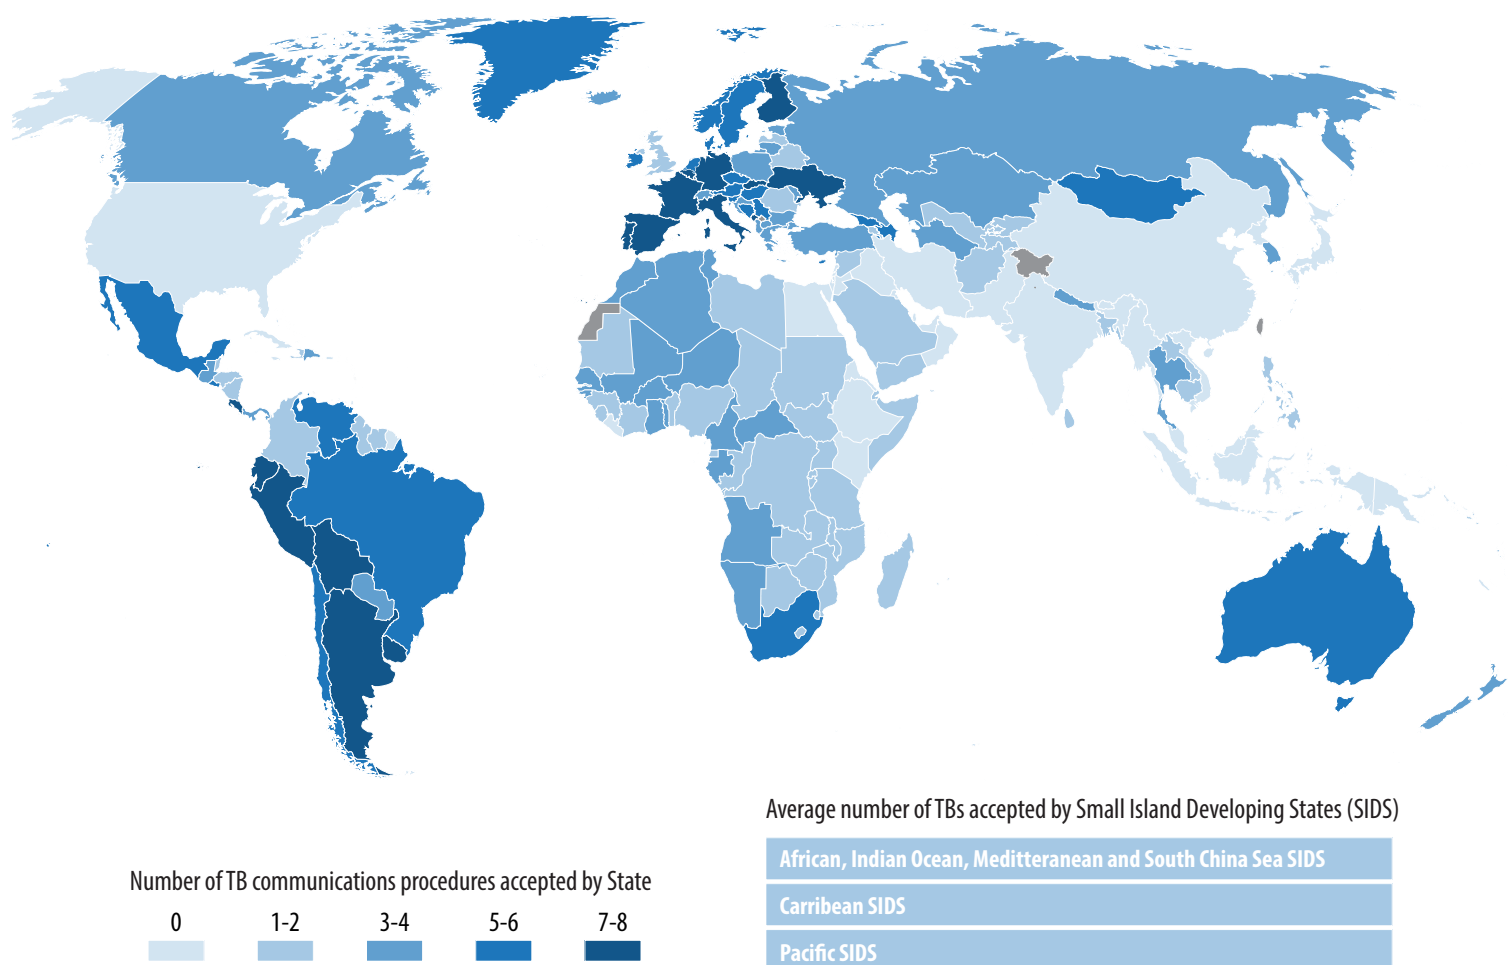 Average number of TBs accepted by Small Island Developing States (SIDS)
African, Indian Ocean, Meditteranean and South China Sea SIDS
Carribean SIDS
Pacific SIDS
Number of TB communications procedures accepted by State
0 1-2 3-4 5-6 7-8